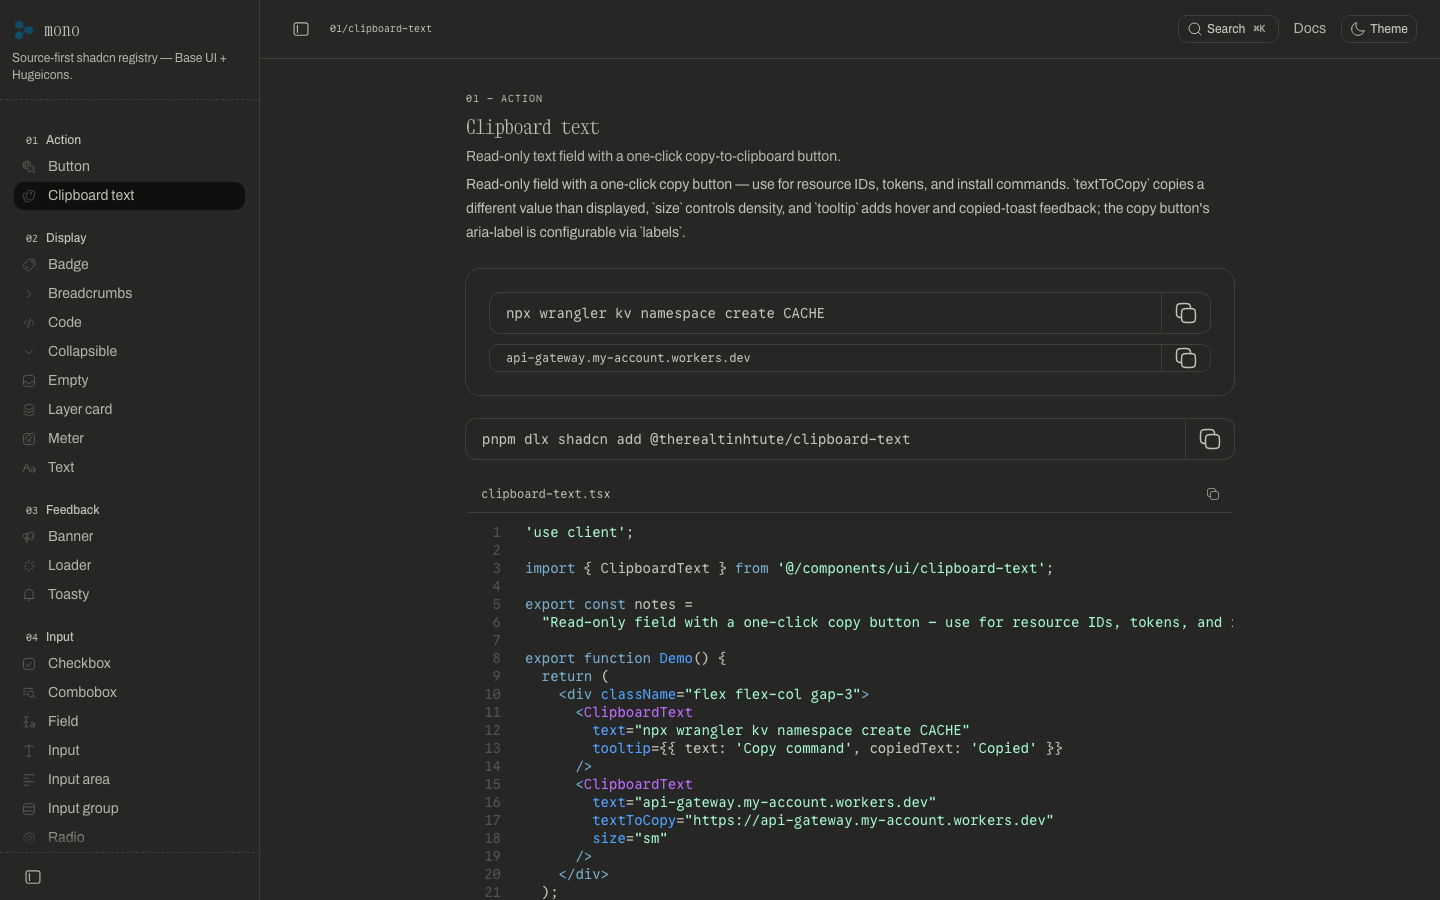 mono
Source-first shadcn registry — Base UI +
Hugeicons.
01 Action
Button
Clipboard text
02 Display
Badge
Breadcrumbs
Code
Collapsible
Empty
Layer card
Meter
Text
03 Feedback
Banner
Loader
Toasty
04 Input
Checkbox
Combobox
Field
Input
Input area
Input group
Radio
01/clipboard-text
Search ⌘K
Docs
Theme
01 — ACTION
Clipboard text
Read-only text field with a one-click copy-to-clipboard button.
Read-only field with a one-click copy button — use for resource IDs, tokens, and install commands. `textToCopy` copies a
different value than displayed, `size` controls density, and `tooltip` adds hover and copied-toast feedback; the copy button's
aria-label is configurable via `labels`.
npx wrangler kv namespace create CACHE
api-gateway.my-account.workers.dev
pnpm dlx shadcn add @therealtinhtute/clipboard-text
clipboard-text.tsx
1 'use client';
2
3 import { ClipboardText } from '@/components/ui/clipboard-text';
4
5 export const notes =
6 "Read-only field with a one-click copy button — use for resource IDs, tokens, and
7
8 export function Demo() {
9 return (
10 <div className="flex flex-col gap-3">
11 <ClipboardText
12 text="npx wrangler kv namespace create CACHE"
13 tooltip={{ text: 'Copy command', copiedText: 'Copied' }}
14 />
15 <ClipboardText
16 text="api-gateway.my-account.workers.dev"
17 textToCopy="https://api-gateway.my-account.workers.dev"
18 size="sm"
19 />
20 </div>
21 );